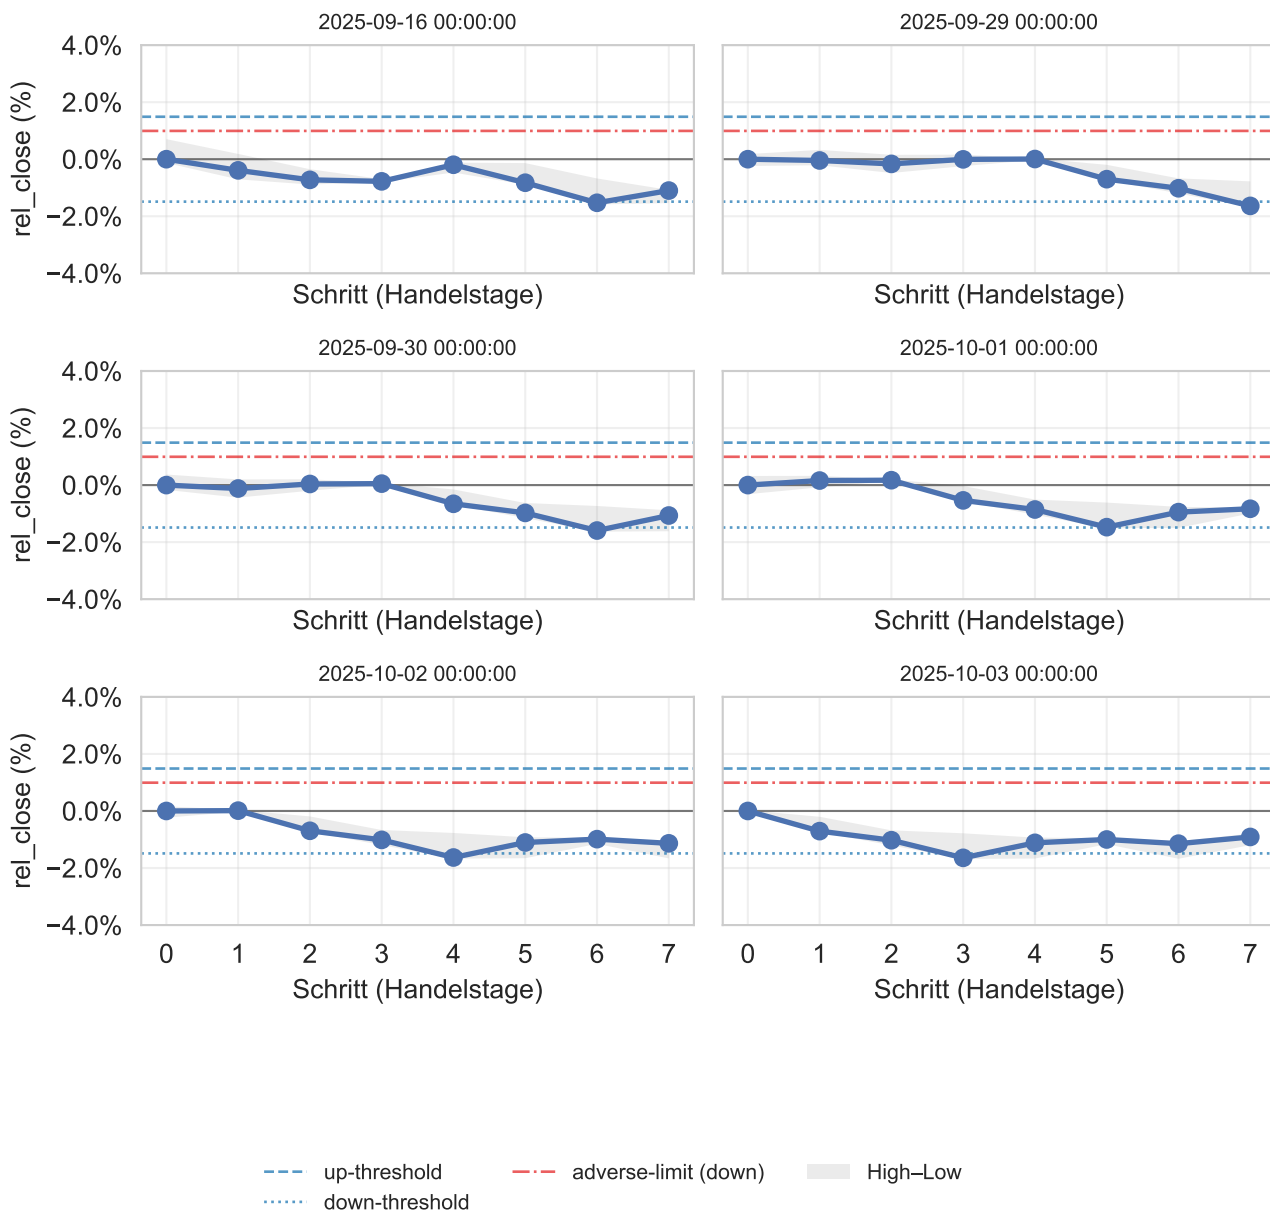 2025-09-16 00:00:00
2025-09-29 00:00:00
4.0%
2.0%
0.0%
−2.0%
−4.0%
rel_close (%)
Schritt (Handelstage)
Schritt (Handelstage)
2025-09-30 00:00:00
2025-10-01 00:00:00
4.0%
2.0%
0.0%
−2.0%
−4.0%
rel_close (%)
Schritt (Handelstage)
Schritt (Handelstage)
2025-10-02 00:00:00
2025-10-03 00:00:00
4.0%
2.0%
0.0%
−2.0%
−4.0%
rel_close (%)
0 1 2 3 4 5 6 7
0 1 2 3 4 5 6 7
Schritt (Handelstage)
Schritt (Handelstage)
up-threshold
down-threshold
adverse-limit (down)
High–Low